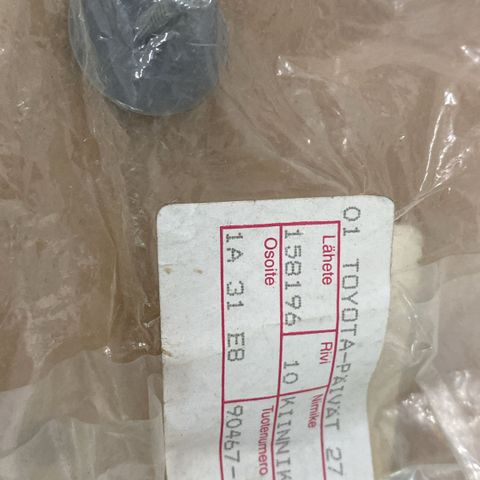 01 TOYOTA-PÄIVÄT 27
Lähete Rivi Nimike
158196 10 KIINNIK
Osoite Tuotenumero
1A 31 E8 90467-